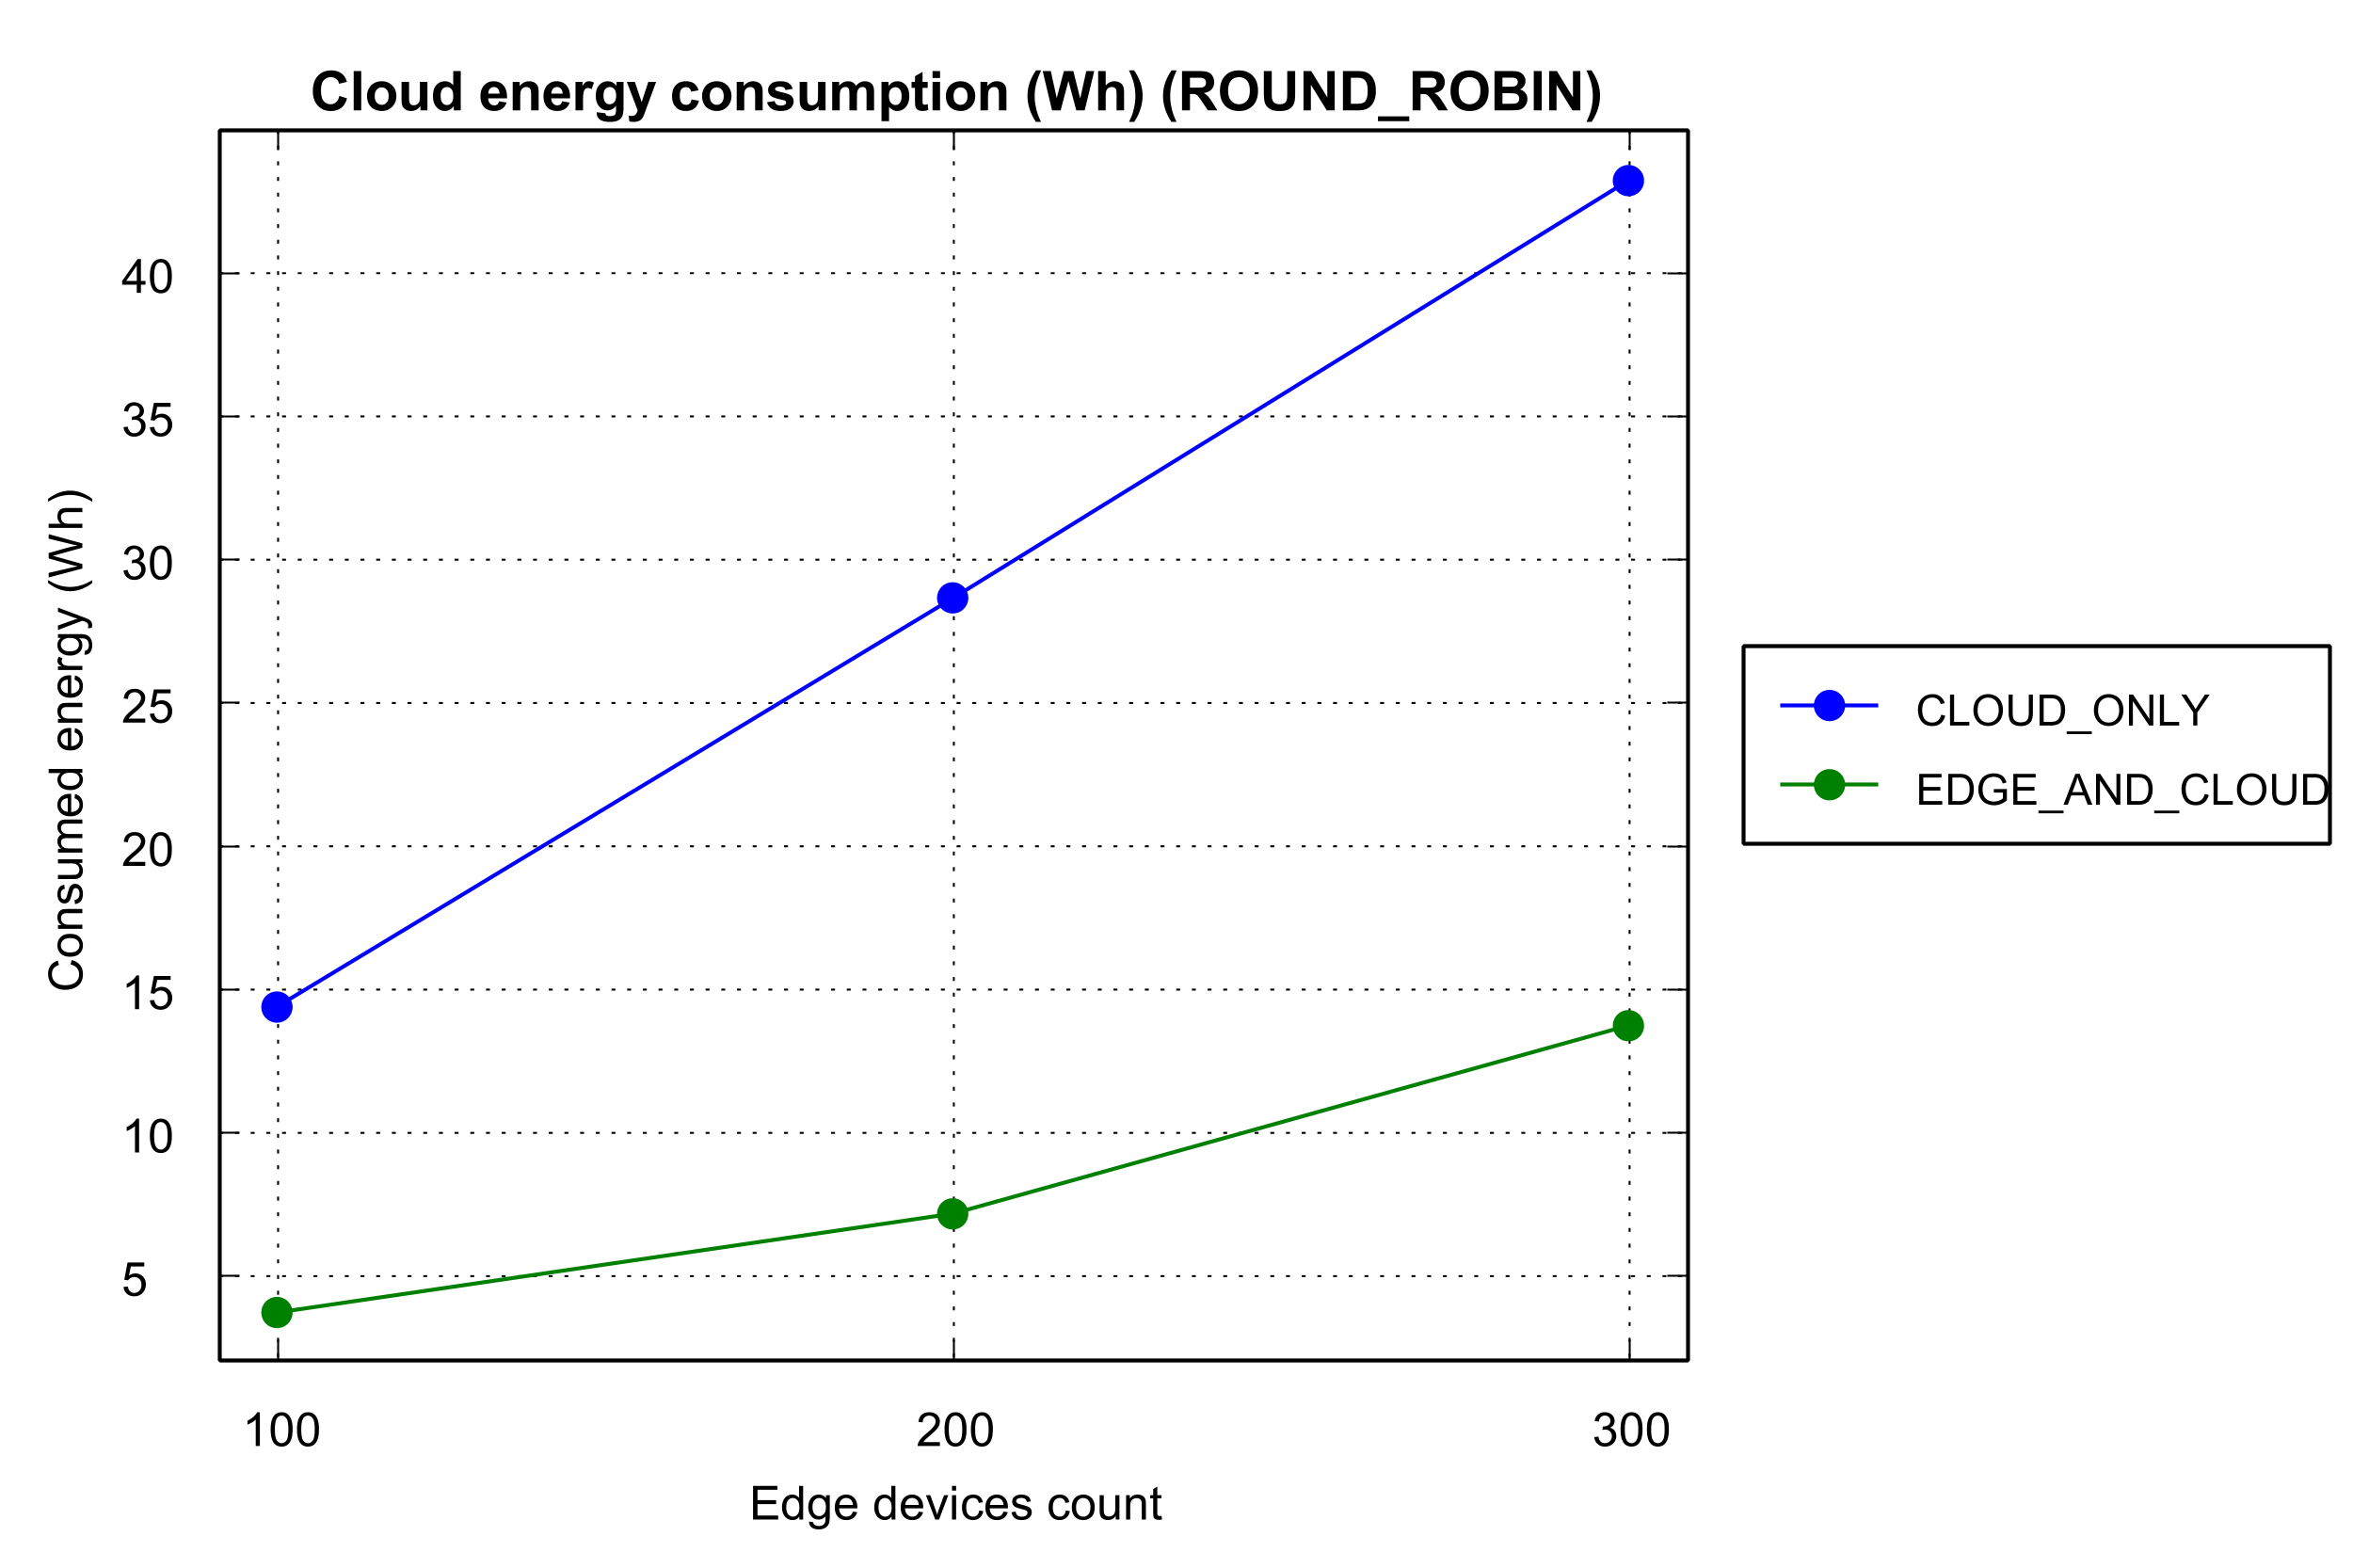 Cloud energy consumption (Wh) (ROUND_ROBIN)
Consumed energy (Wh)
40
35
30
25
20
15
10
5
100 200 300
Edge devices count
CLOUD_ONLY
EDGE_AND_CLOUD